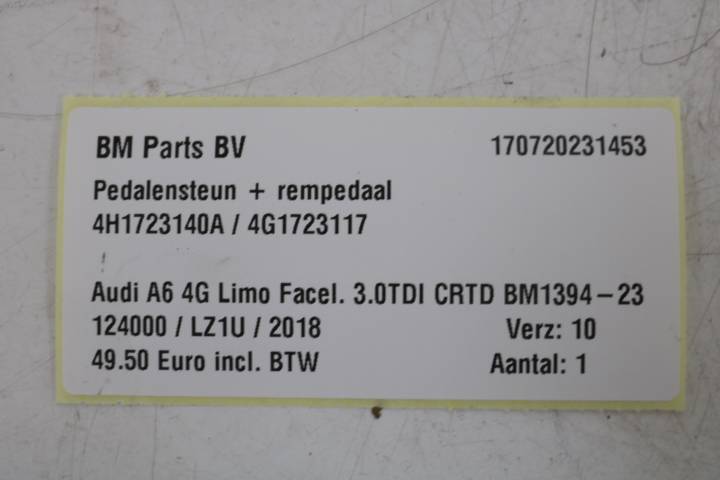 BM Parts BV 170720231453
Pedalensteun + rempedaal
4H1723140A / 4G1723117
Audi A6 4G Limo Facel. 3.0TDI CRTD BM1394-23
124000 / LZ1U / 2018 Verz: 10
49.50 Euro incl. BTW Aantal: 1